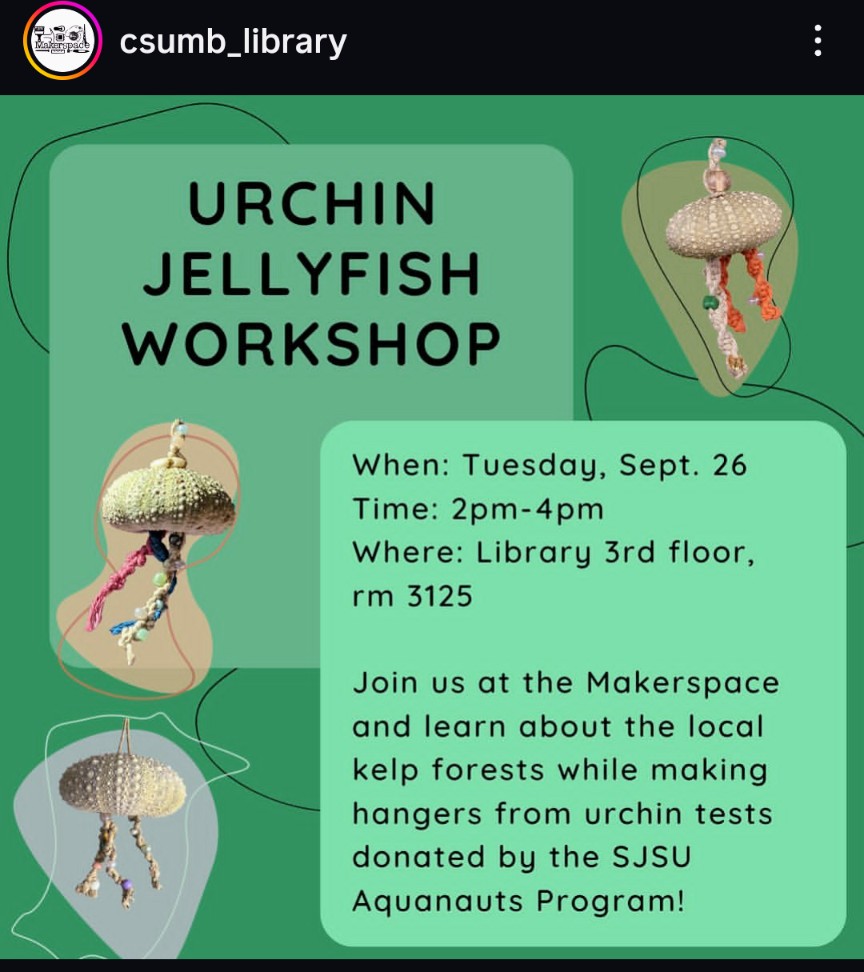 Makerspace
csumb_library
URCHIN
JELLYFISH
WORKSHOP
When: Tuesday, Sept. 26
Time: 2pm-4pm
Where: Library 3rd floor,
rm 3125
Join us at the Makerspace
and learn about the local
kelp forests while making
hangers from urchin tests
donated by the SJSU
Aquanauts Program!